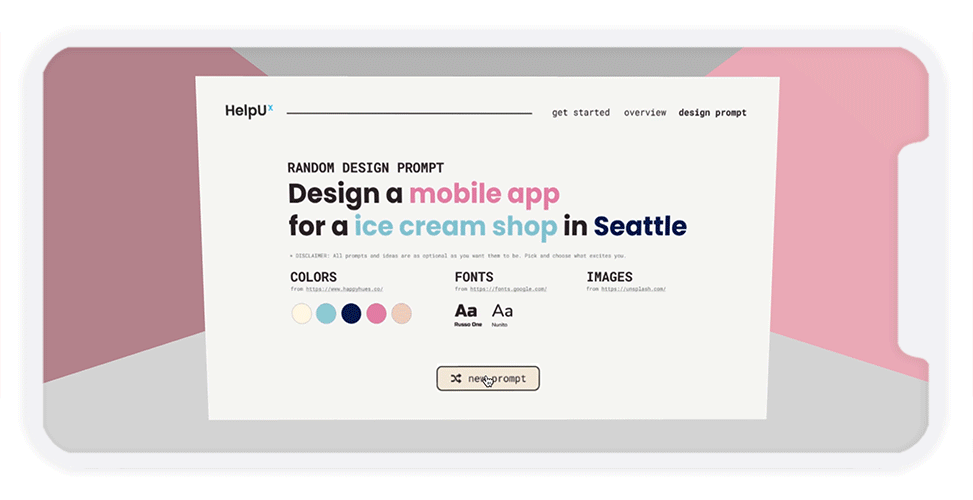 HelpUx
get started overview design prompt
RANDOM DESIGN PROMPT
Design a mobile app
for a ice cream shop in Seattle
• DISCLAIMER: All prompts and ideas are as optional as you want them to be. Pick and choose what excites you.
COLORS FONTS IMAGES
from https://www.happyhues.co/ from https://fonts.google.com/ from https://unsplash.com/
Aa Aa
Russo One Nunito
new prompt